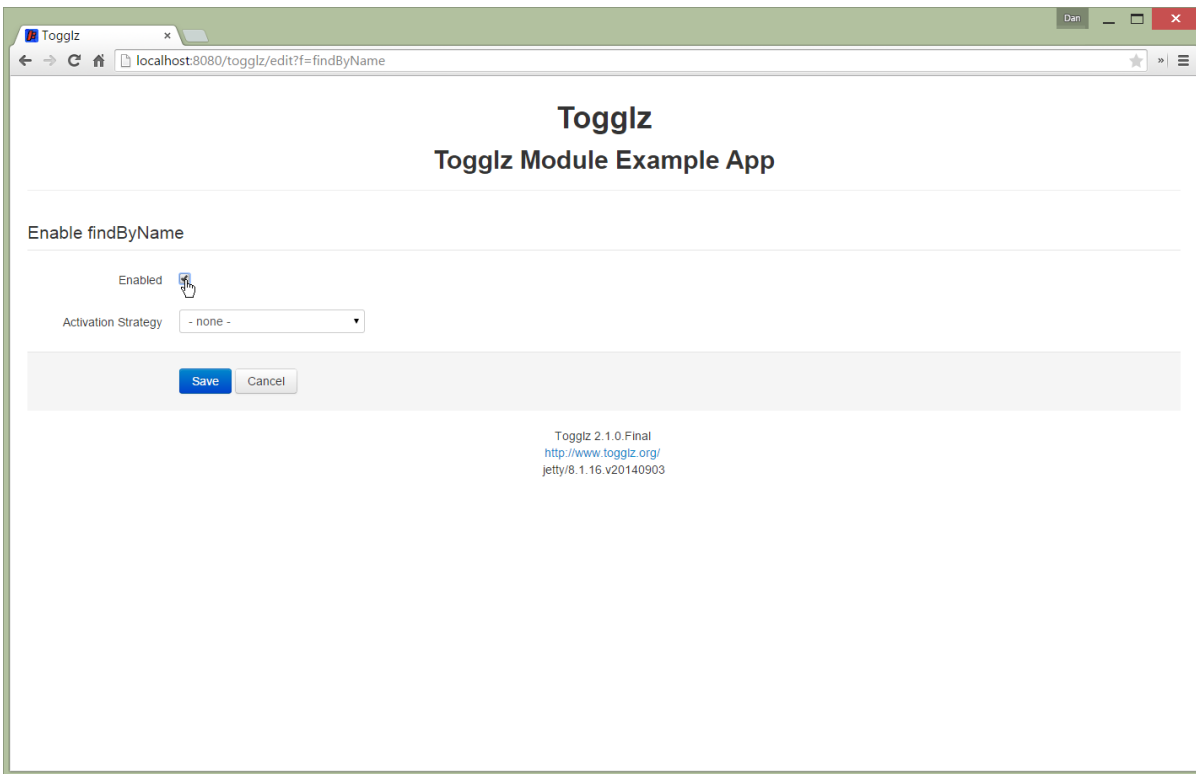 Dan
Togglz
localhost:8080/togglz/edit?f=findByName
Togglz
Togglz Module Example App
Enable findByName
Enabled
Activation Strategy
- none -
Save
Cancel
Togglz 2.1.0.Final
http://www.togglz.org/
jetty/8.1.16.v20140903